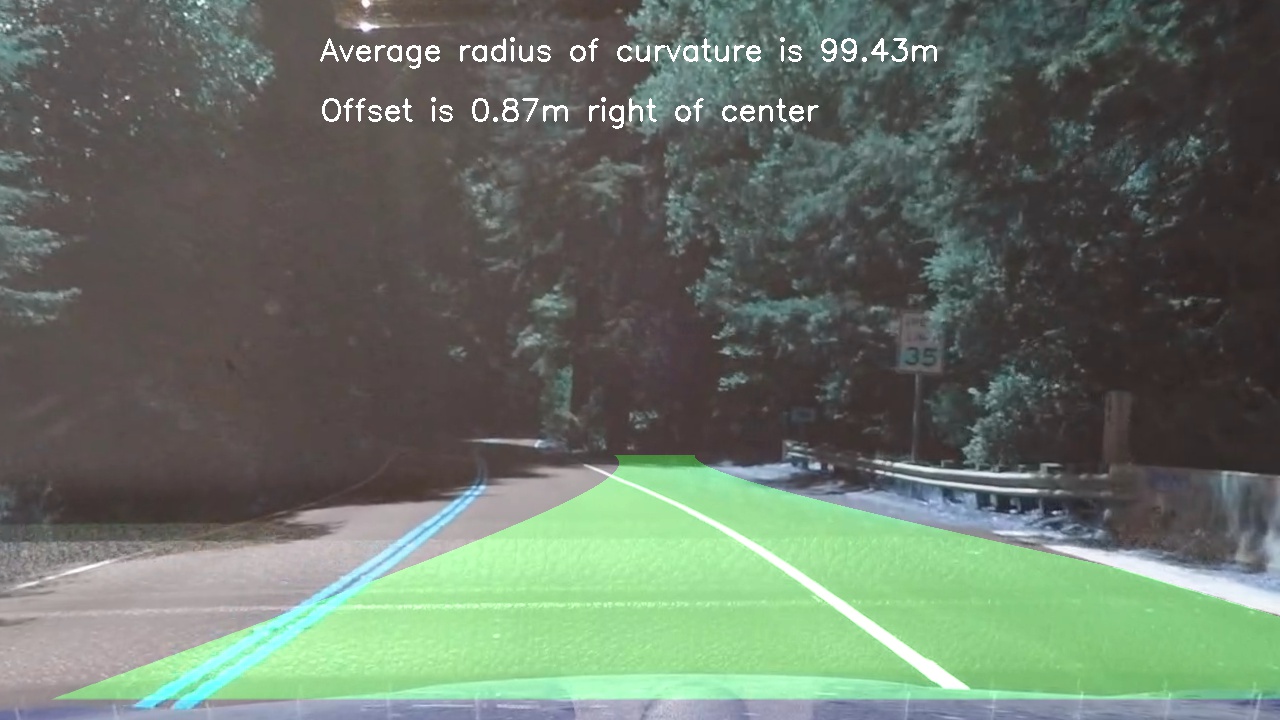 Average radius of curvature is 99.43m
Offset is 0.87m right of center
35